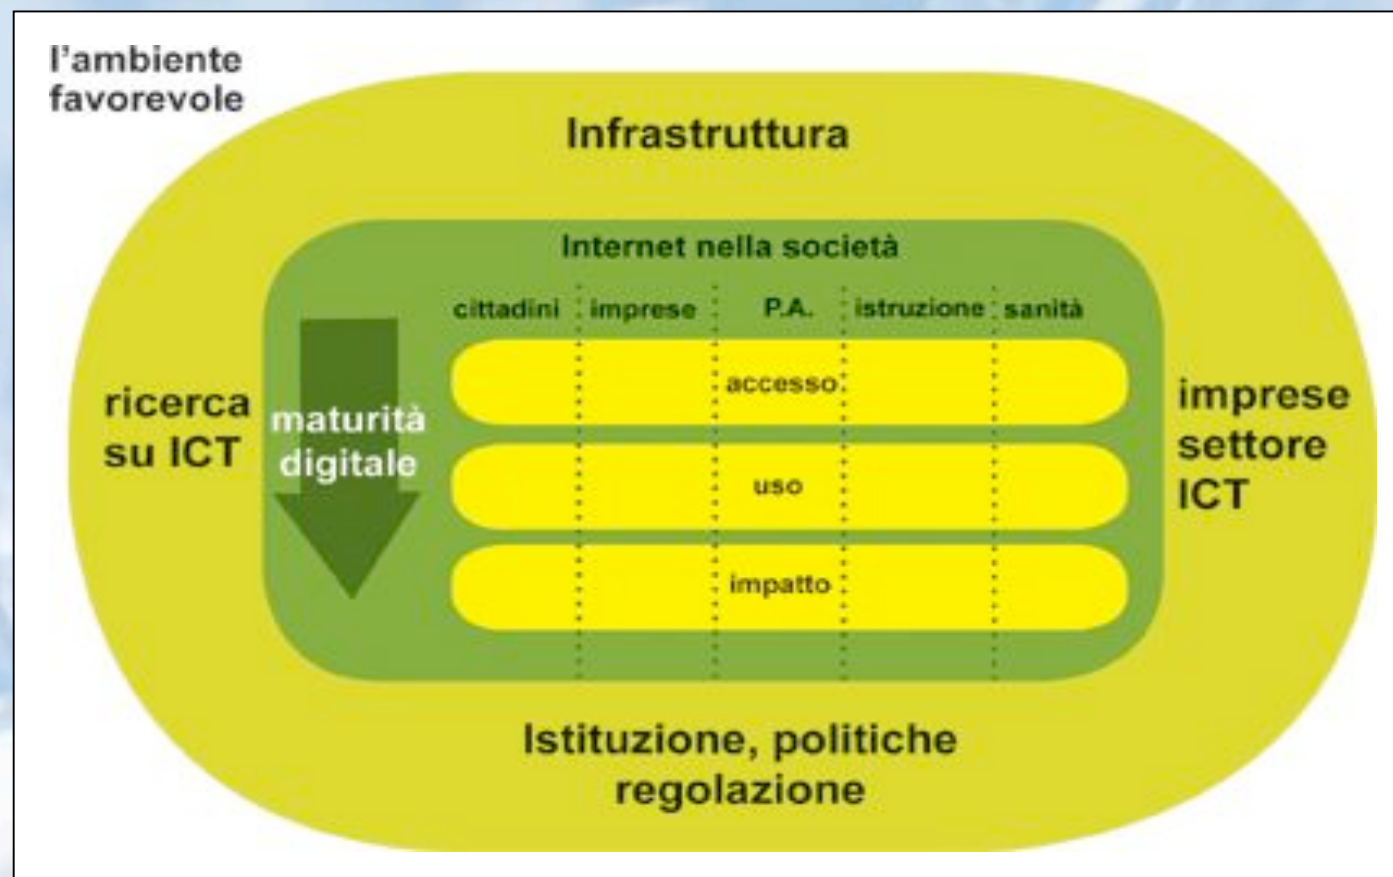 l'ambiente
favorevole
Infrastruttura
Internet nella società
cittadini imprese P.A. istruzione sanità
accesso
ricerca
su ICT
maturità
digitale
imprese
settore
ICT
uso
impatto
Istituzione, politiche
regolazione